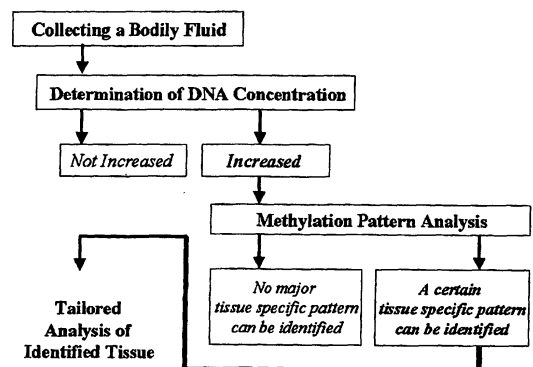 Collecting a Bodily Fluid
Determination of DNA Concentration
Not Increased
Increased
Methylation Pattern Analysis
No major
tissue specific pattern
can be identified
A certain
tissue specific pattern
can be identified
Tailored
Analysis of
Identified Tissue